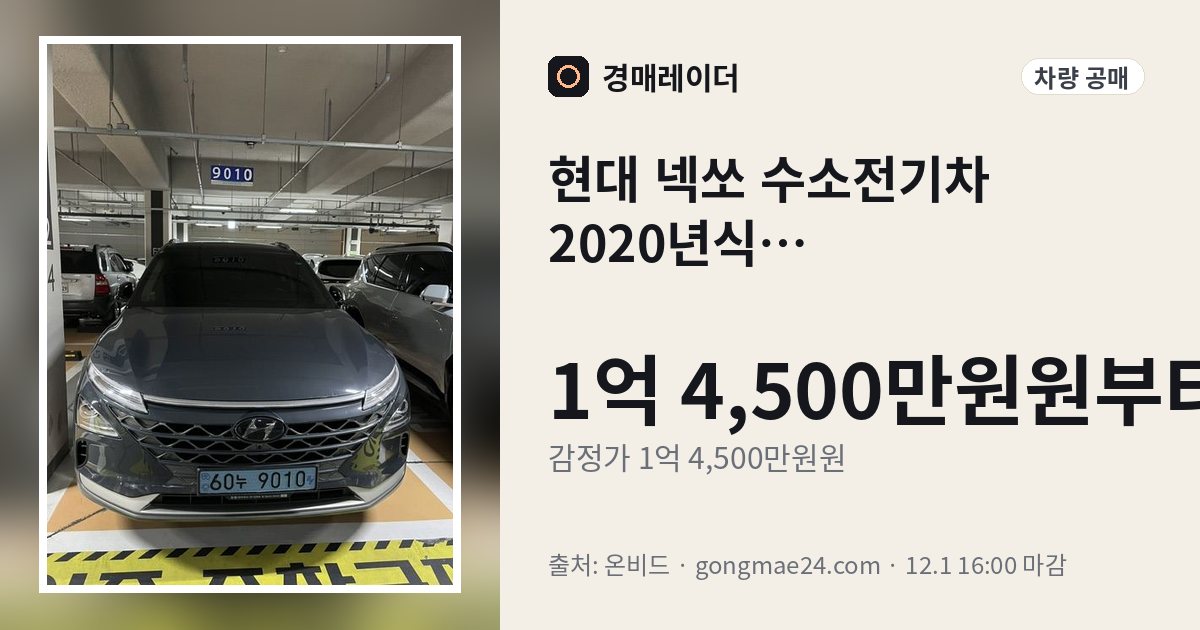 경매레이더
차량 공매
현대 넥쏘 수소전기차
2020년식…
1억 4,500만원원부터
감정가 1억 4,500만원원
출처: 온비드 · gongmae24.com · 12.1 16:00 마감
9010
60누 9010